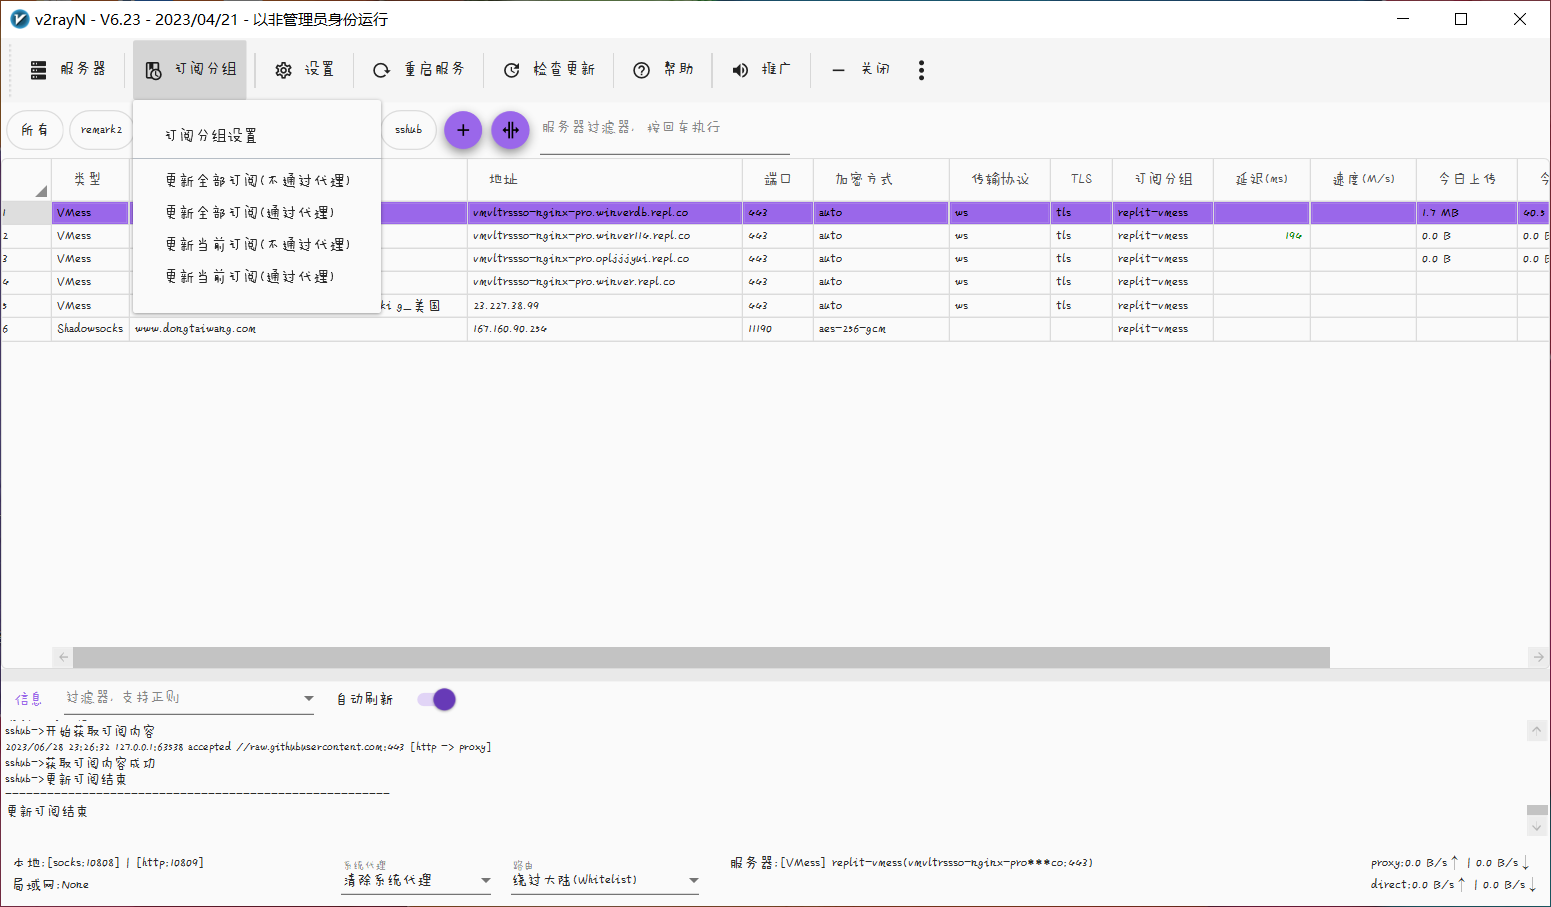 v2rayN - V6.23 - 2023/04/21 - 以非管理员身份运行
服务器 订阅分组 设置 重启服务 检查更新 帮助 推广 关闭
所有 remark2 sshub 服务器过滤器, 按回车执行
订阅分组设置
更新全部订阅(不通过代理)
更新全部订阅(通过代理)
更新当前订阅(不通过代理)
更新当前订阅(通过代理)
类型 地址 端口 加密方式 传输协议 TLS 订阅分组 延迟(ms) 速度(M/s) 今日上传
1 VMess vmvltrssso-nginx-pro.winverdb.repl.co 443 auto ws tls replit-vmess 1.7 MB 40.5
2 VMess vmvltrssso-nginx-pro.winver114.repl.co 443 auto ws tls replit-vmess 194 0.0 B 0.0 B
3 VMess vmvltrssso-nginx-pro.opljjjyui.repl.co 443 auto ws tls replit-vmess 0.0 B 0.0 B
4 VMess vmvltrssso-nginx-pro.winver.repl.co 443 auto ws tls replit-vmess
5 VMess ki g_美国 23.227.38.99 443 auto ws tls replit-vmess
6 Shadowsocks www.dongtaiwang.com 167.160.90.234 11190 aes-256-gcm replit-vmess
信息 过滤器, 支持正则 自动刷新
sshub->开始获取订阅内容
2023/06/28 23:26:32 127.0.0.1:63538 accepted //raw.githubusercontent.com:443 [http -> proxy]
sshub->获取订阅内容成功
sshub->更新订阅结束
-------------------------------------------------------
更新订阅结束
本地:[socks:10808] | [http:10809]
局域网:None
系统代理
清除系统代理
路由
绕过大陆(Whitelist)
服务器:[VMess] replit-vmess(vmvltrssso-nginx-pro***co:443)
proxy:0.0 B/s↑ | 0.0 B/s↓
direct:0.0 B/s↑ | 0.0 B/s↓